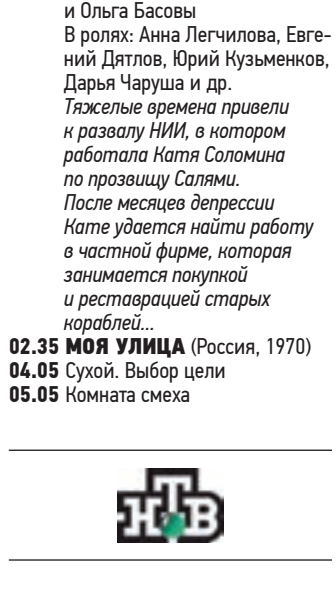 и Ольга Басовы
В ролях: Анна Легчилова, Евге-
ний Дятлов, Юрий Кузьменков,
Дарья Чаруша и др.
Тяжелые времена привели
к развалу НИИ, в котором
работала Катя Соломина
по прозвищу Салями.
После месяцев депрессии
Кате удается найти работу
в частной фирме, которая
занимается покупкой
и реставрацией старых
кораблей...
02.35 МОЯ УЛИЦА (Россия, 1970)
04.05 Сухой. Выбор цели
05.05 Комната смеха
НТВ